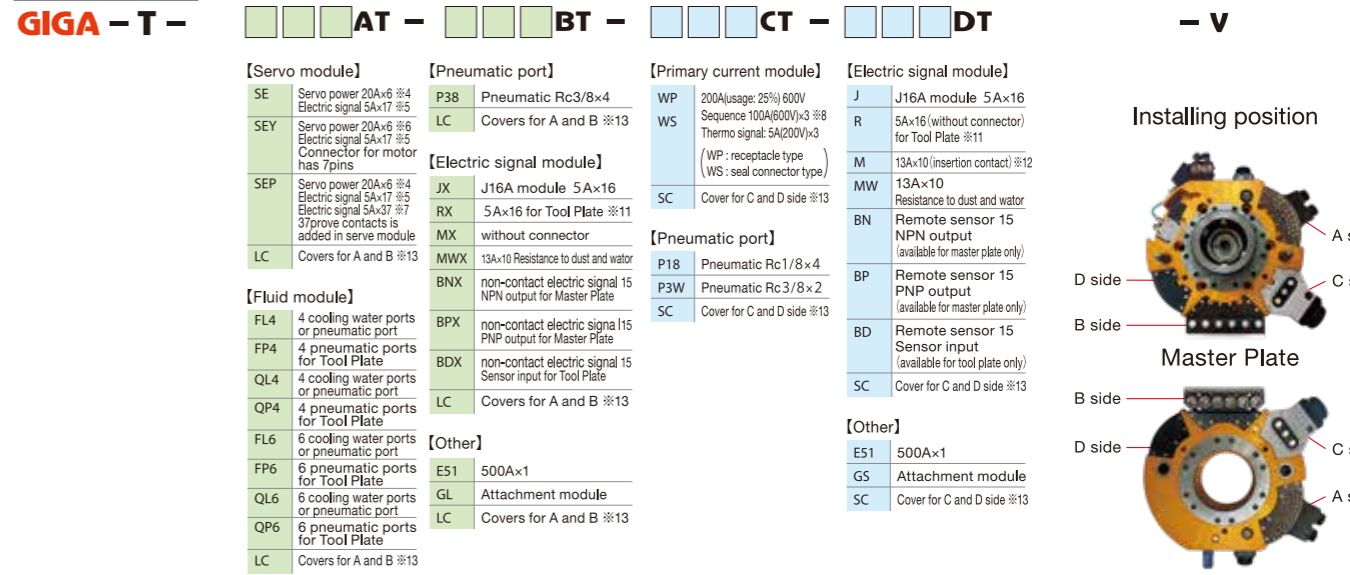 GIGA – T – AT – BT – CT – DT – V
【Servo module】
SE Servo power 20A×6 ※4
Electric signal 5A×17 ※5
SEY Servo power 20A×6 ※6
Electric signal 5A×17 ※5
Connector for motor
has 7pins
SEP Servo power 20A×6 ※4
Electric signal 5A×17 ※5
Electric signal 5A×37 ※7
37prove contacts is
added in serve module
LC Covers for A and B ※13
【Fluid module】
FL4 4 cooling water ports
or pneumatic port
FP4 4 pneumatic ports
for Tool Plate
QL4 4 cooling water ports
or pneumatic port
QP4 4 pneumatic ports
for Tool Plate
FL6 6 cooling water ports
or pneumatic port
FP6 6 pneumatic ports
for Tool Plate
QL6 6 cooling water ports
or pneumatic port
QP6 6 pneumatic ports
for Tool Plate
LC Covers for A and B ※13
【Pneumatic port】
P38 Pneumatic Rc3/8×4
LC Covers for A and B ※13
【Electric signal module】
JX J16A module 5A×16
RX 5A×16 for Tool Plate ※11
MX without connector
MWX 13A×10 Resistance to dust and wator
BNX non-contact electric signal 15
NPN output for Master Plate
BPX non-contact electric signa l15
PNP output for Master Plate
BDX non-contact electric signal 15
Sensor input for Tool Plate
LC Covers for A and B ※13
【Other】
E51 500A×1
GL Attachment module
LC Covers for A and B ※13
【Primary current module】
WP 200A(usage: 25%) 600V
WS Sequence 100A(600V)×3 ※8
Thermo signal: 5A(200V)×3
(WP : receptacle type
WS : seal connector type)
SC Cover for C and D side ※13
【Pneumatic port】
P18 Pneumatic Rc1/8×4
P3W Pneumatic Rc3/8×2
SC Cover for C and D side ※13
【Electric signal module】
J J16A module 5A×16
R 5A×16(without connector)
for Tool Plate ※11
M 13A×10(insertion contact)※12
MW 13A×10
Resistance to dust and wator
BN Remote sensor 15
NPN output
(available for master plate only)
BP Remote sensor 15
PNP output
(available for master plate only)
BD Remote sensor 15
Sensor input
(available for tool plate only)
SC Cover for C and D side ※13
【Other】
E51 500A×1
GS Attachment module
SC Cover for C and D side ※13
Installing position
A s
D side
C s
B side
Master Plate
B side
D side
C s
A s